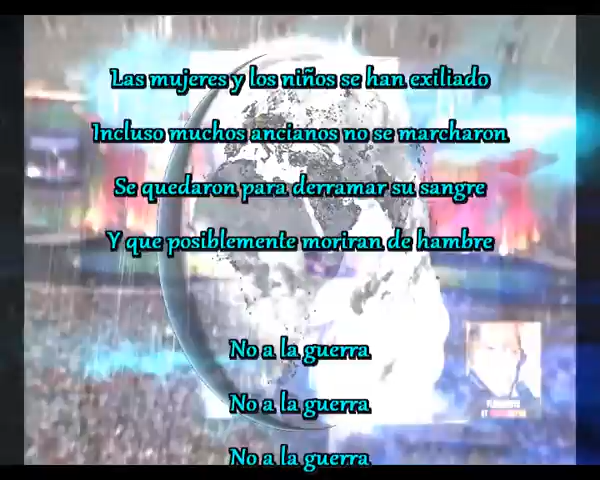 Las mujeres y los niños se han exiliado
Incluso muchos ancianos no se marcharon
Se quedaron para derramar su sangre
Y que posiblemente moriran de hambre
No a la guerra
No a la guerra
No a la guerra